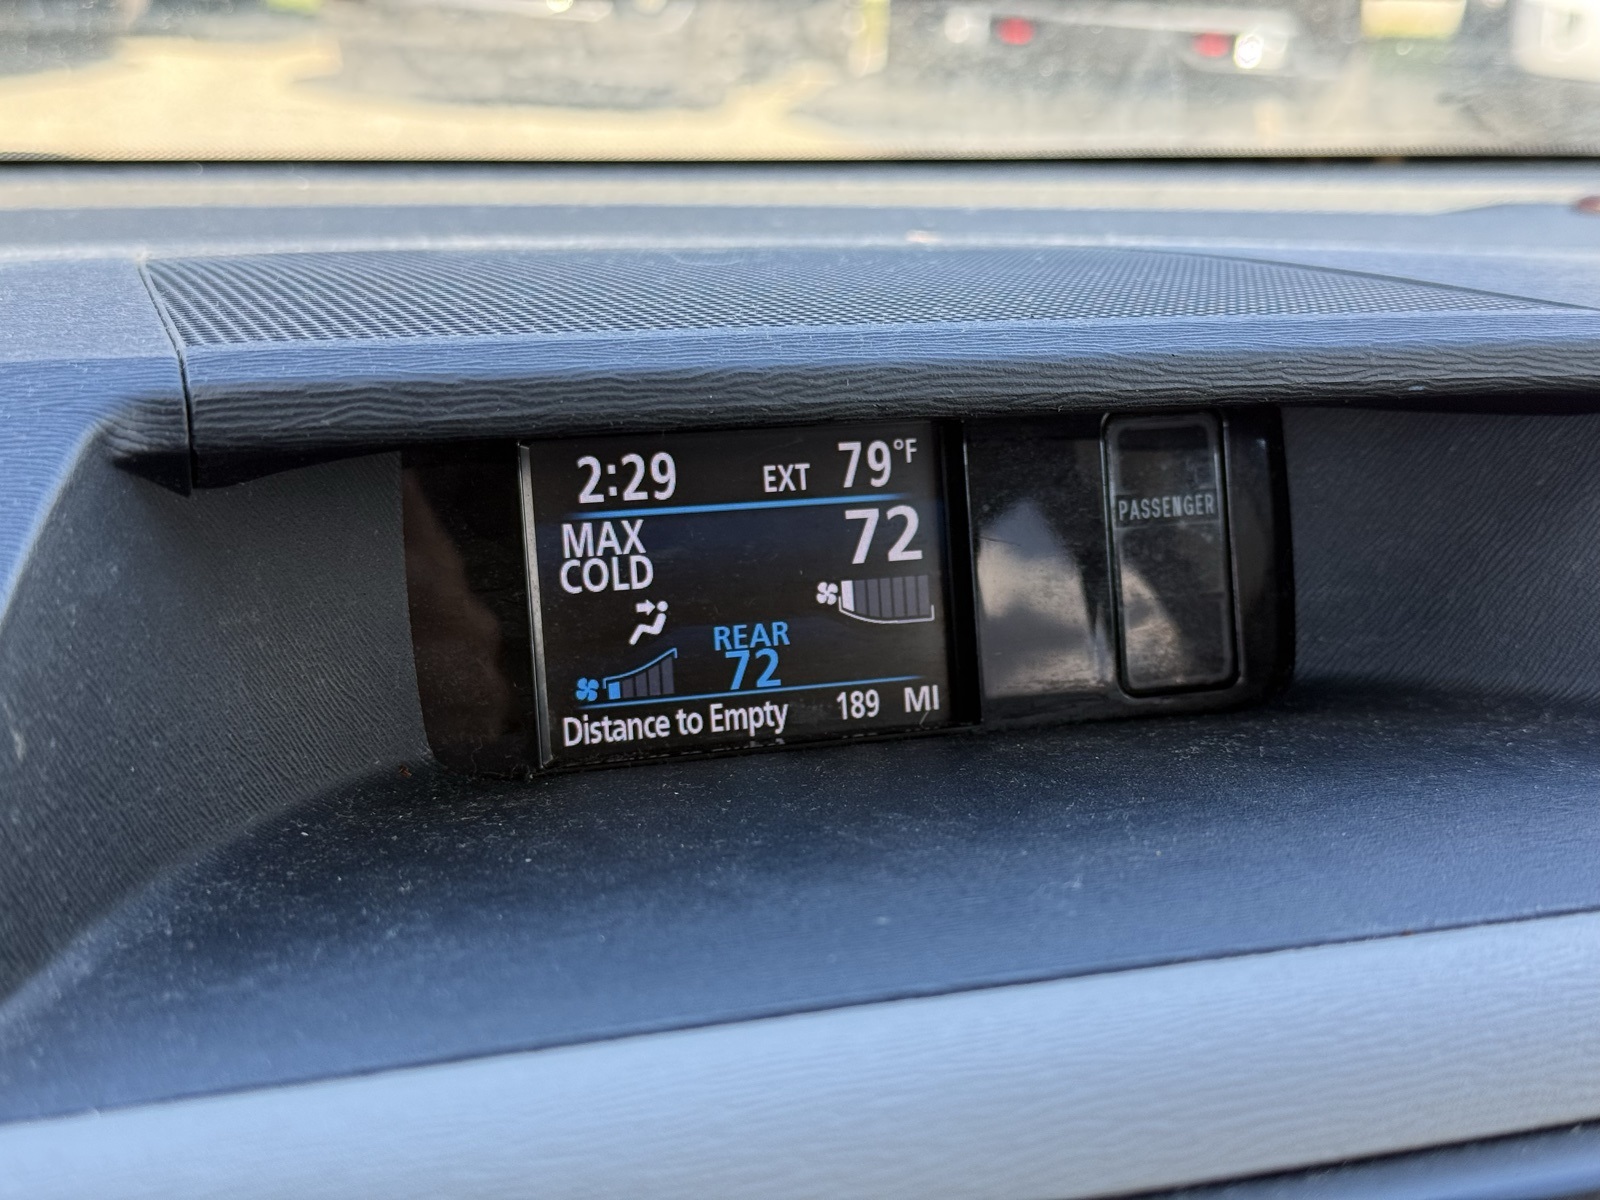 2:29 EXT 79°F
MAX 72
COLD
REAR
72
Distance to Empty 189 MI
PASSENGER